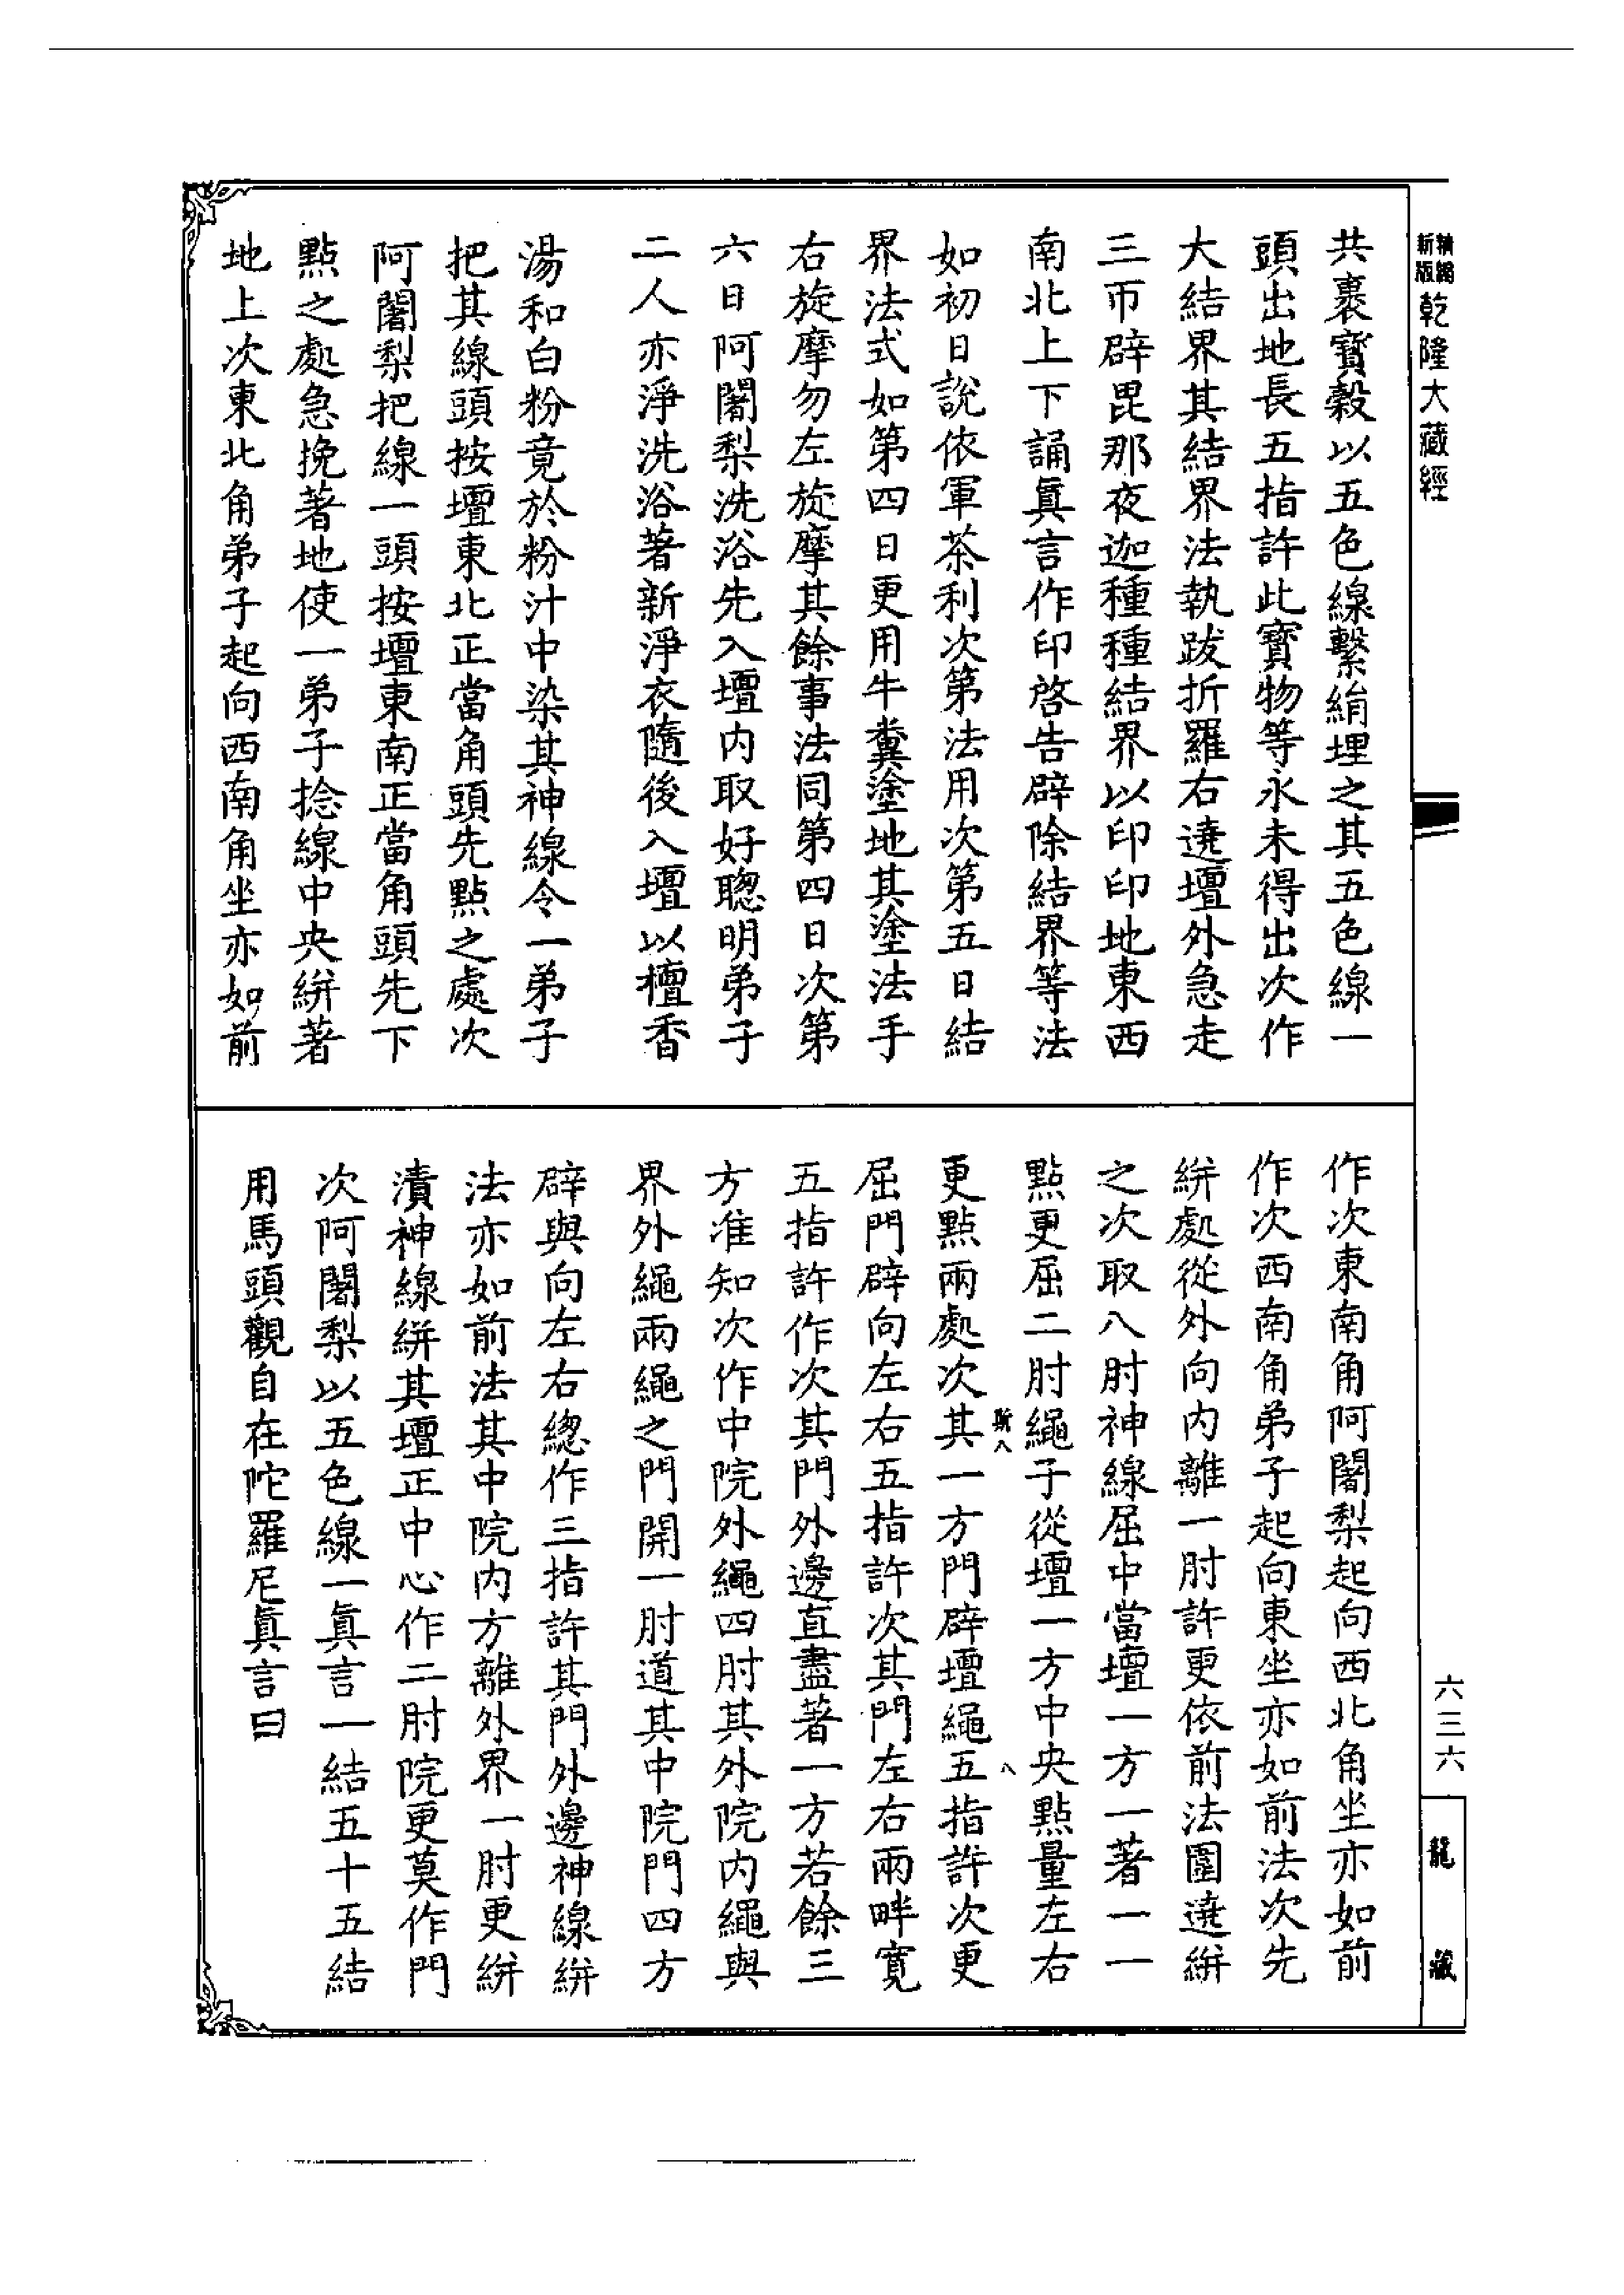 精縮新版 乾隆大藏經
共裹寶穀以五色線繫絹埋之其五色線一
頭出地長五指許此寶物等永未得出次作
大結界其結界法執跋折羅右遶壇外急走
三帀辟毘那夜迦種種結界以印印地東西
南北上下誦眞言作印啓告辟除結界等法
如初日說依軍茶利次第法用次第五日結
界法式如第四日更用牛糞塗地其塗法手
右旋摩勿左旋摩其餘事法同第四日次第
六日阿闍梨洗浴先入壇內取好聰明弟子
二人亦淨洗浴著新淨衣隨後入壇以檀香
湯和白粉竟於粉汁中染其神線令一弟子
把其線頭按壇東北正當角頭先點之處次
阿闍梨把線一頭按壇東南正當角頭先下
點之處急挽著地使一弟子捻線中央絣著
地上次東北角弟子起向西南角坐亦如前
作次東南角阿闍梨起向西北角坐亦如前
作次西南角弟子起向東坐亦如前法次先
絣處從外向內離一肘許更依前法圍遶絣
之次取八肘神線屈中當壇一方一著一一
點更屈二肘繩子從壇一方中央點量左右
更點兩處次其一方門辟壇繩五指許次更
屈門辟向左右五指許次其門左右兩畔寬
五指許作次其門外邊直盡著一方若餘三
方准知次作中院外繩四肘其外院內繩與
界外繩兩繩之門開一肘道其中院門四方
辟與向左右總作三指許其門外邊神線絣
法亦如前法其中院內方離外界一肘更絣
漬神線絣其壇正中心作二肘院更莫作門
次阿闍梨以五色線一眞言一結五十五結
用馬頭觀自在陀羅尼眞言曰
六三六
龍藏